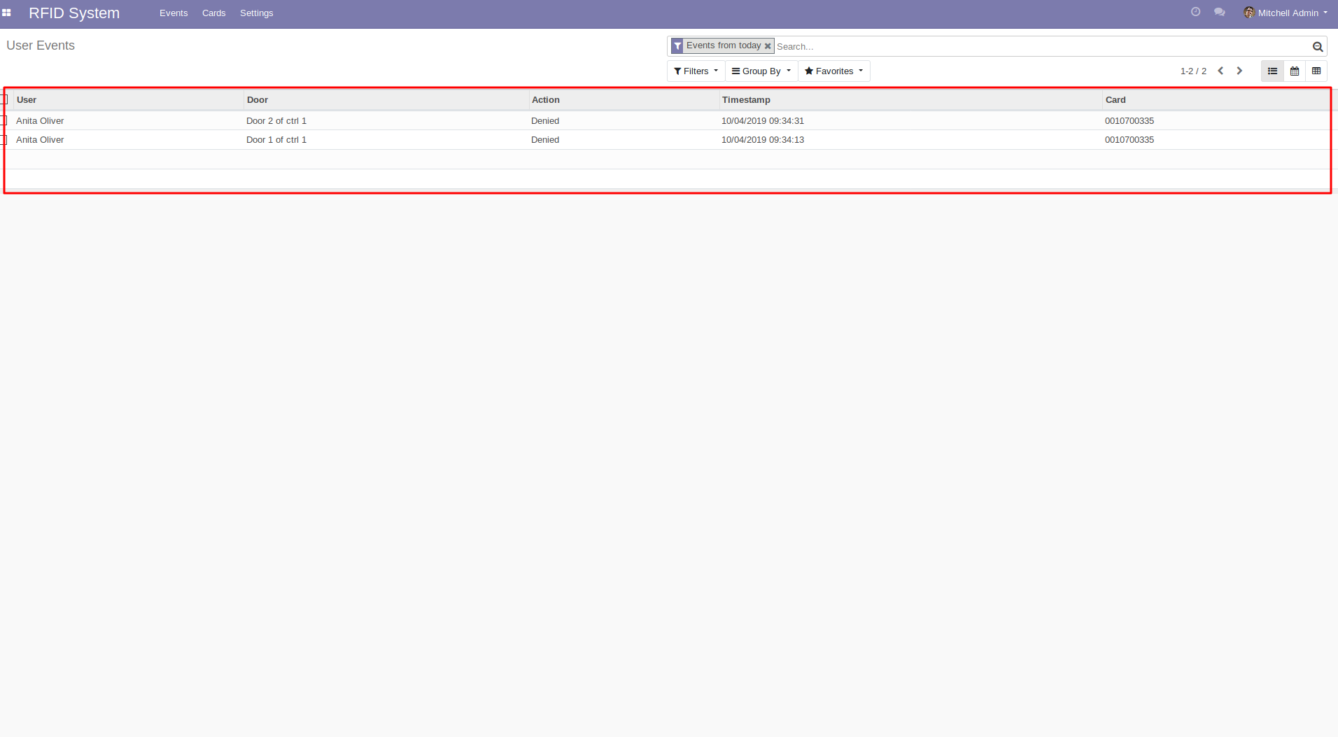 RFID System Events Cards Settings Mitchell Admin
User Events Events from today Search...
Filters Group By Favorites 1-2 / 2
User Door Action Timestamp Card
Anita Oliver Door 2 of ctrl 1 Denied 10/04/2019 09:34:31 0010700335
Anita Oliver Door 1 of ctrl 1 Denied 10/04/2019 09:34:13 0010700335